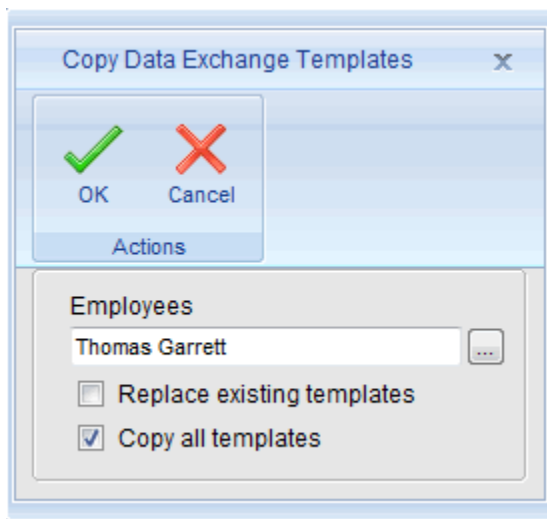 Copy Data Exchange Templates x
OK Cancel
Actions
Employees
Thomas Garrett ...
Replace existing templates
Copy all templates